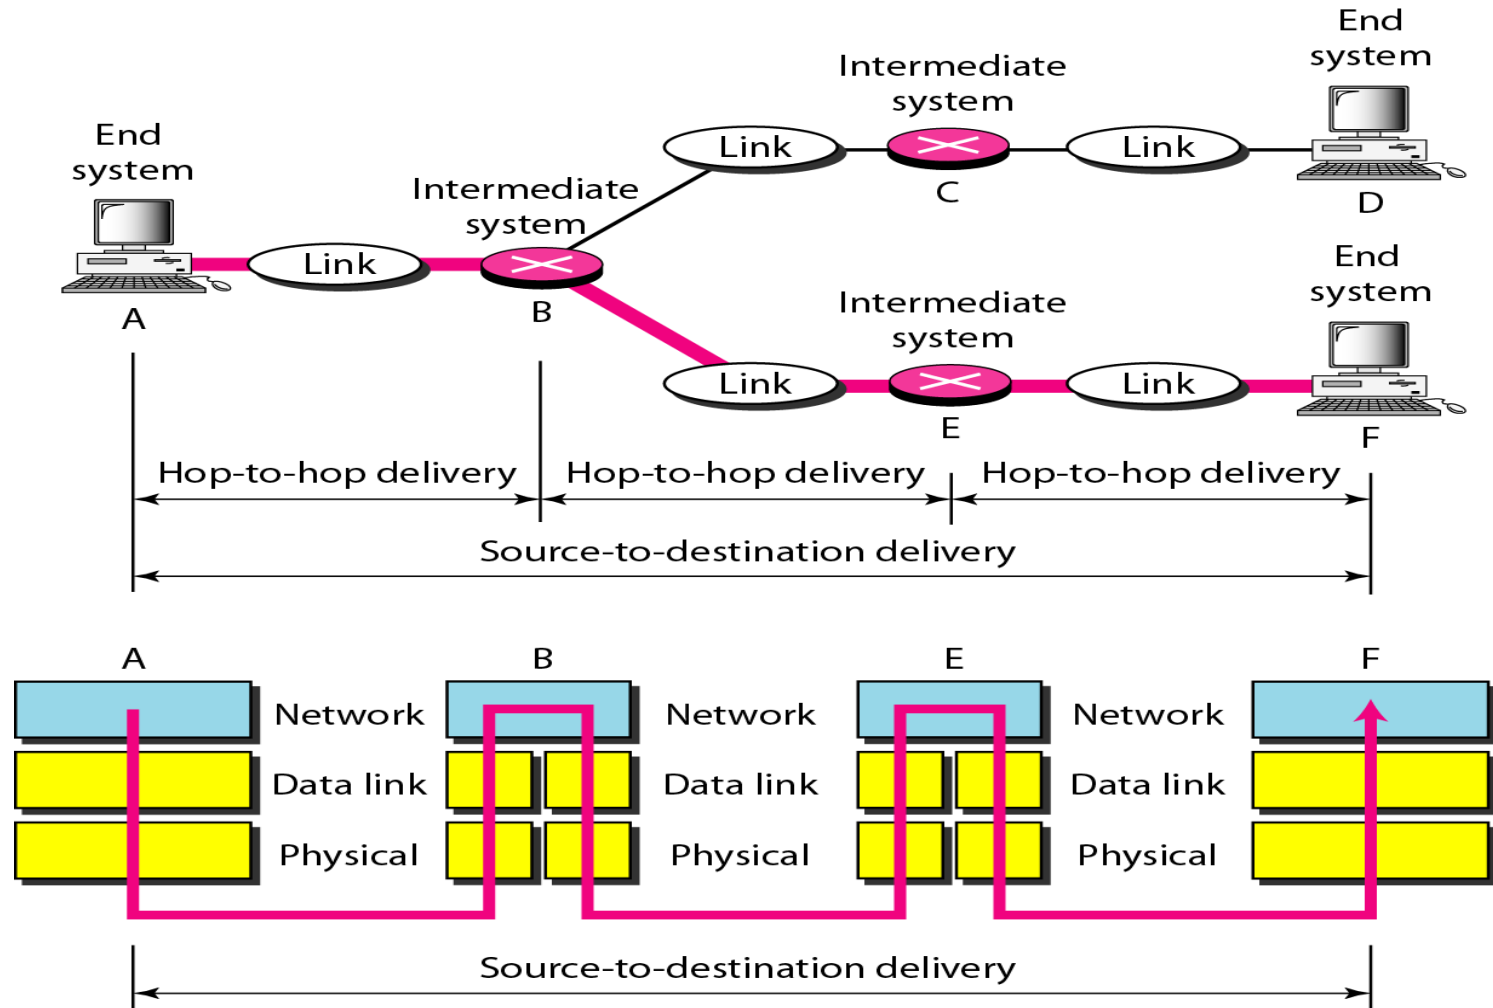 End
system
Intermediate
system
Link
C
Link
D
End
system
A
Link
Intermediate
system
B
Link
Intermediate
system
E
Link
End
system
F
Hop-to-hop delivery
Hop-to-hop delivery
Hop-to-hop delivery
Source-to-destination delivery
A
B
E
F
Network
Network
Network
Data link
Data link
Data link
Physical
Physical
Physical
Source-to-destination delivery